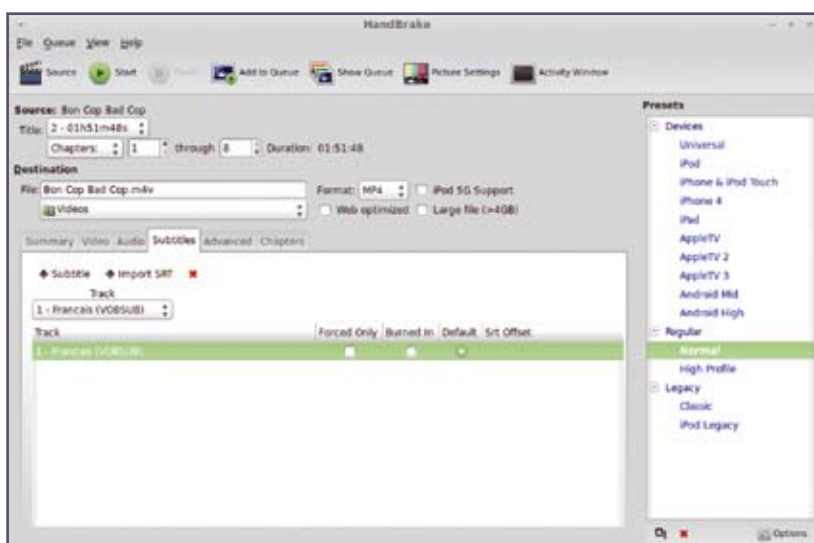 HandBrake
File Queue View Help
Source Start Add to Queue Show Queue Picture Settings Activity Window
Source: Bon Cop Bad Cop
Title: 2 - 01h51m48s
Chapters: 1 through 8 Duration: 01:51:48
Destination
File: Bon Cop Bad Cop.m4v Format: MP4 iPod 5G Support
Videos Web optimized Large file (>4GB)
Summary Video Audio Subtitles Advanced Chapters
Subtitle Import SRT
Track
1 - Francais (VOBSUB)
Track Forced Only Burned In Default Srt Offset
1 - Francais (VOBSUB)
Presets
Devices
Universal
iPod
iPhone & iPod Touch
iPhone 4
iPad
AppleTV
AppleTV 2
AppleTV 3
Android Mid
Android High
Regular
Normal
High Profile
Legacy
Classic
iPod Legacy
Options